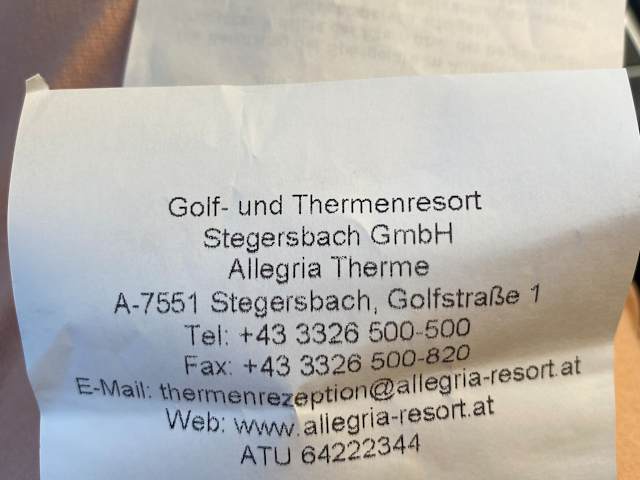 Golf- und Thermenresort
Stegersbach GmbH
Allegria Therme
A-7551 Stegersbach, Golfstraße 1
Tel: +43 3326 500-500
Fax: +43 3326 500-820
E-Mail: thermenrezeption@allegria-resort.at
Web: www.allegria-resort.at
ATU 64222344